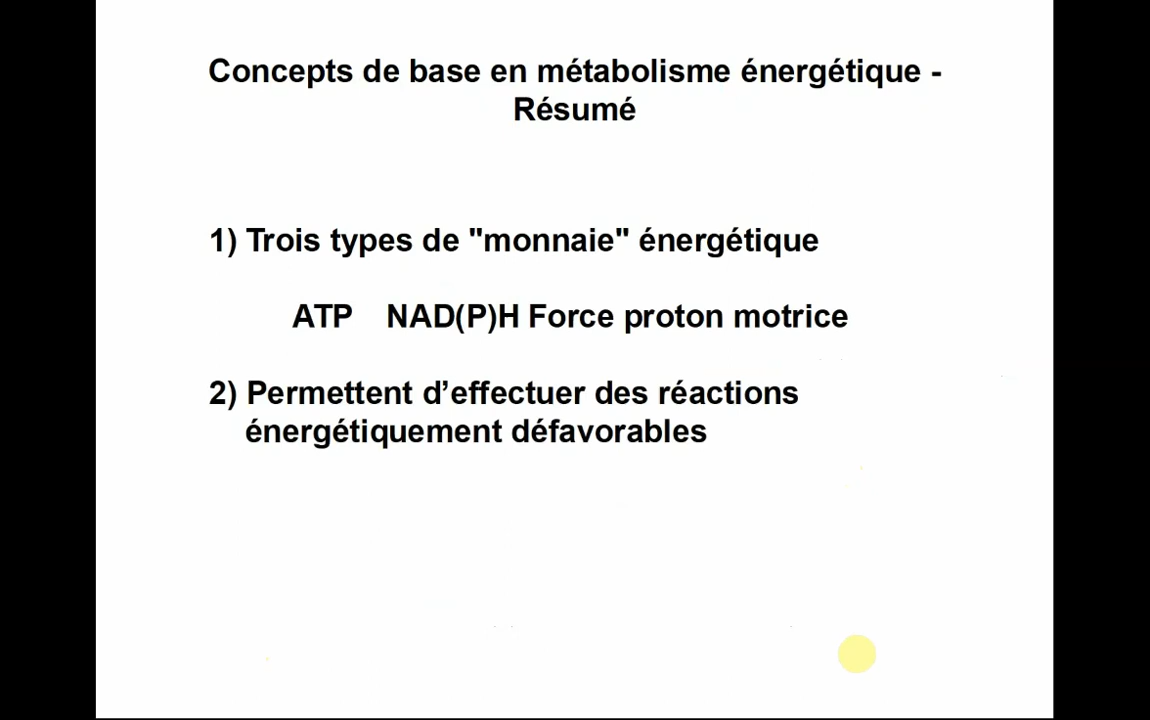 Concepts de base en métabolisme énergétique -
Résumé
1) Trois types de "monnaie" énergétique
ATP NAD(P)H Force proton motrice
2) Permettent d’effectuer des réactions
énergétiquement défavorables